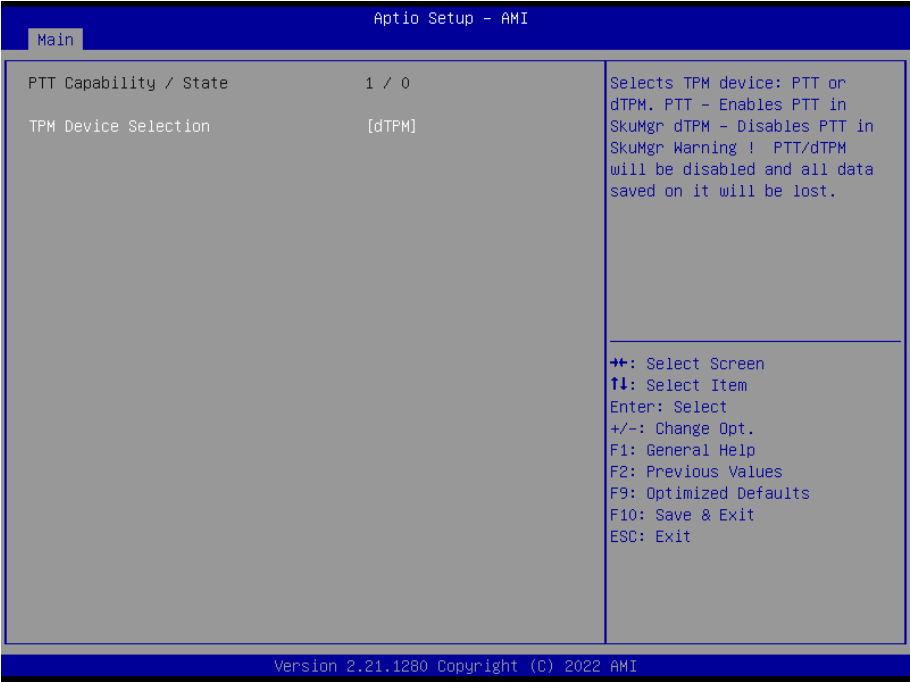 Aptio Setup – AMI
Main
PTT Capability / State 1 / 0
TPM Device Selection [dTPM]
Selects TPM device: PTT or
dTPM. PTT – Enables PTT in
SkuMgr dTPM – Disables PTT in
SkuMgr Warning ! PTT/dTPM
will be disabled and all data
saved on it will be lost.
→←: Select Screen
↑↓: Select Item
Enter: Select
+/-: Change Opt.
F1: General Help
F2: Previous Values
F9: Optimized Defaults
F10: Save & Exit
ESC: Exit
Version 2.21.1280 Copyright (C) 2022 AMI